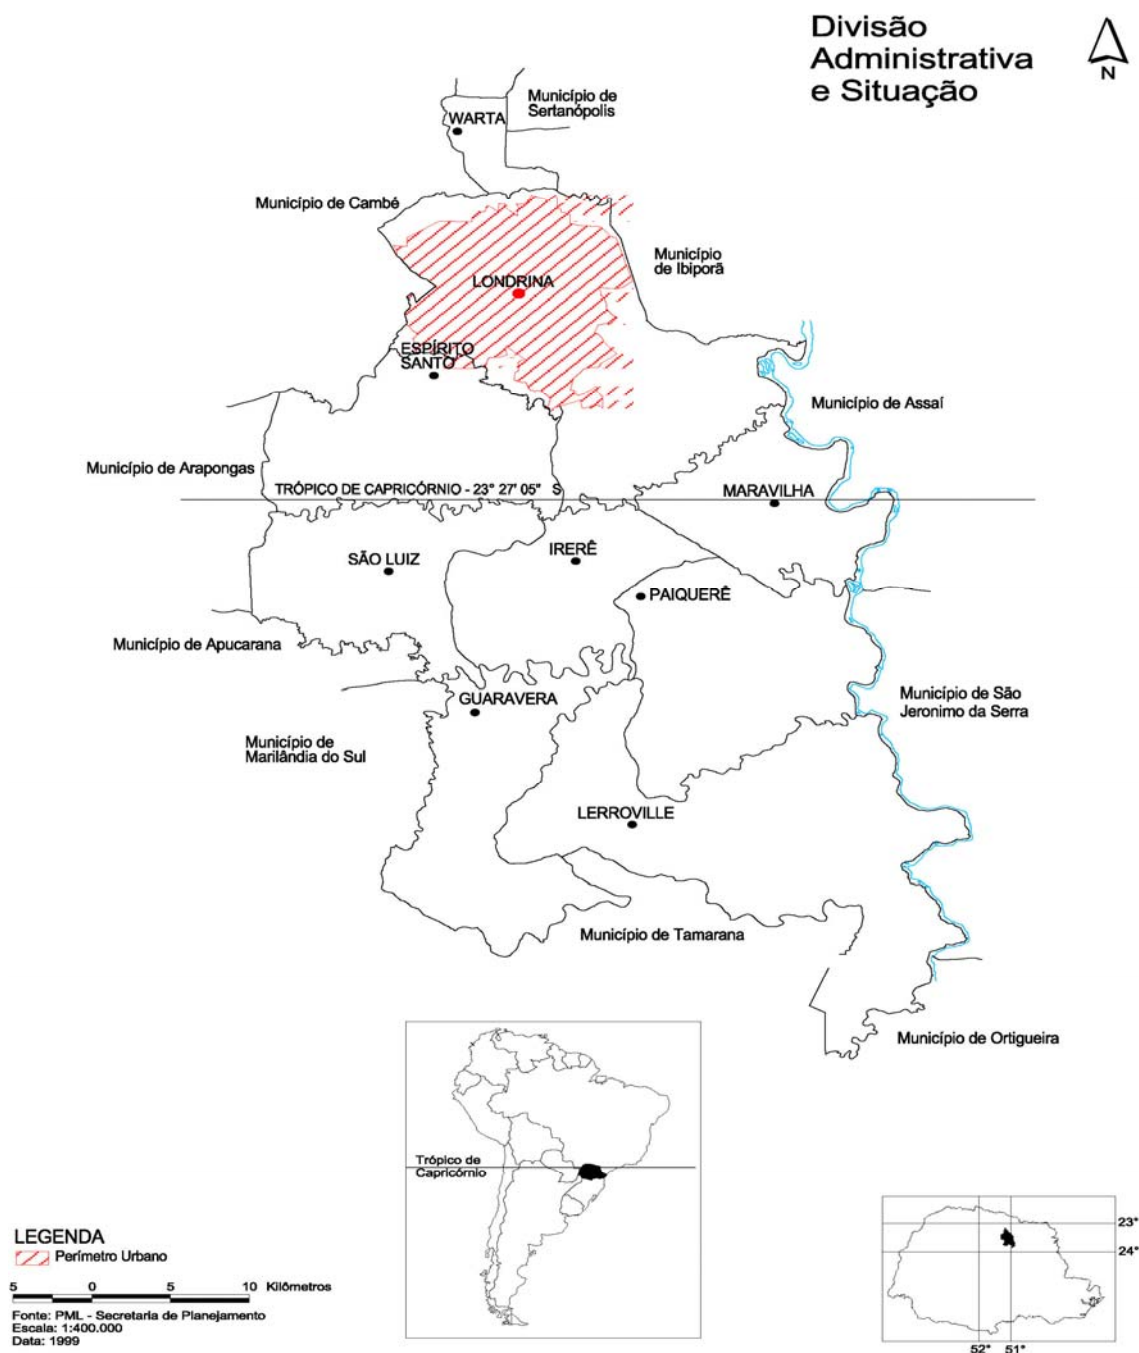 Divisão
Administrativa
e Situação
N
Município de
Sertanópolis
WARTA
Município de Cambé
Município
de Ibiporã
LONDRINA
ESPÍRITO
SANTO
Município de Assaí
Município de Arapongas
TRÓPICO DE CAPRICÓRNIO - 23° 27' 05" S
MARAVILHA
IRERÊ
SÃO LUIZ
PAIQUERÊ
Município de Apucarana
GUARAVERA
Município de São
Jeronimo da Serra
Município de
Marilândia do Sul
LERROVILLE
Município de Tamarana
Município de Ortigueira
Trópico de
Capricórnio
23°
24°
52° 51°
LEGENDA
Perímetro Urbano
5 0 5 10 Kilômetros
Fonte: PML - Secretaria de Planejamento
Escala: 1:400.000
Data: 1999